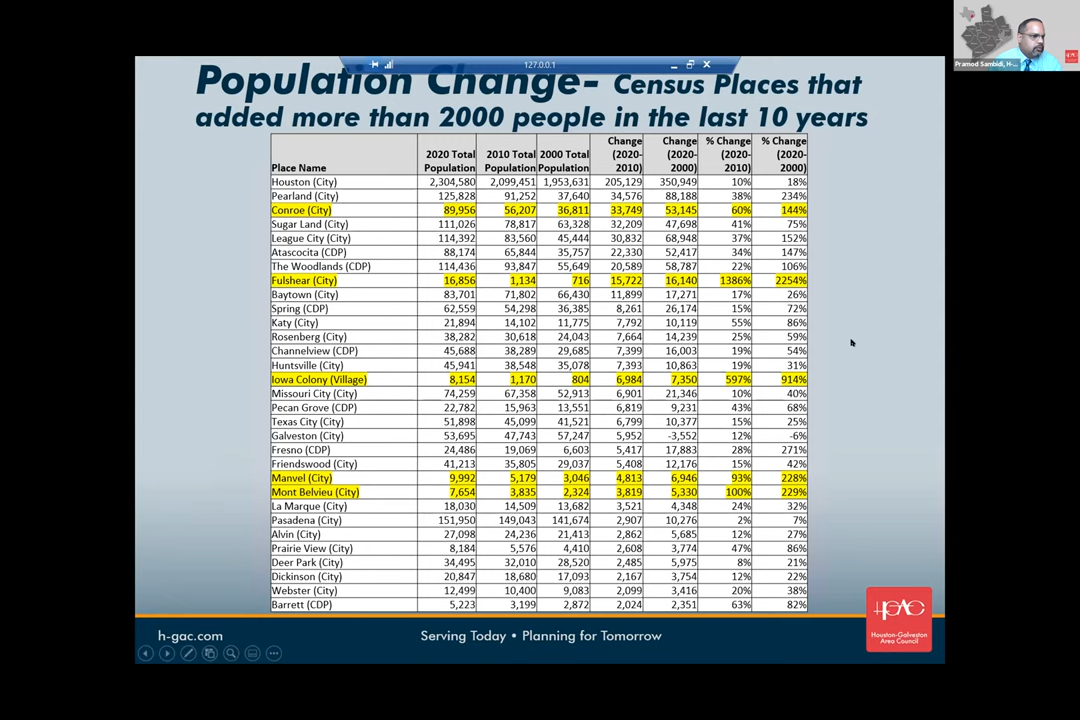 Pramod Sambidi, H-...
127.0.0.1
Population Change- Census Places that
added more than 2000 people in the last 10 years
Place Name 2020 Total Population 2010 Total Population 2000 Total Population Change (2020-2010) Change (2020-2000) % Change (2020-2010) % Change (2020-2000)
Houston (City) 2,304,580 2,099,451 1,953,631 205,129 350,949 10% 18%
Pearland (City) 125,828 91,252 37,640 34,576 88,188 38% 234%
Conroe (City) 89,956 56,207 36,811 33,749 53,145 60% 144%
Sugar Land (City) 111,026 78,817 63,328 32,209 47,698 41% 75%
League City (City) 114,392 83,560 45,444 30,832 68,948 37% 152%
Atascocita (CDP) 88,174 65,844 35,757 22,330 52,417 34% 147%
The Woodlands (CDP) 114,436 93,847 55,649 20,589 58,787 22% 106%
Fulshear (City) 16,856 1,134 716 15,722 16,140 1386% 2254%
Baytown (City) 83,701 71,802 66,430 11,899 17,271 17% 26%
Spring (CDP) 62,559 54,298 36,385 8,261 26,174 15% 72%
Katy (City) 21,894 14,102 11,775 7,792 10,119 55% 86%
Rosenberg (City) 38,282 30,618 24,043 7,664 14,239 25% 59%
Channelview (CDP) 45,688 38,289 29,685 7,399 16,003 19% 54%
Huntsville (City) 45,941 38,548 35,078 7,393 10,863 19% 31%
Iowa Colony (Village) 8,154 1,170 804 6,984 7,350 597% 914%
Missouri City (City) 74,259 67,358 52,913 6,901 21,346 10% 40%
Pecan Grove (CDP) 22,782 15,963 13,551 6,819 9,231 43% 68%
Texas City (City) 51,898 45,099 41,521 6,799 10,377 15% 25%
Galveston (City) 53,695 47,743 57,247 5,952 -3,552 12% -6%
Fresno (CDP) 24,486 19,069 6,603 5,417 17,883 28% 271%
Friendswood (City) 41,213 35,805 29,037 5,408 12,176 15% 42%
Manvel (City) 9,992 5,179 3,046 4,813 6,946 93% 228%
Mont Belvieu (City) 7,654 3,835 2,324 3,819 5,330 100% 229%
La Marque (City) 18,030 14,509 13,682 3,521 4,348 24% 32%
Pasadena (City) 151,950 149,043 141,674 2,907 10,276 2% 7%
Alvin (City) 27,098 24,236 21,413 2,862 5,685 12% 27%
Prairie View (City) 8,184 5,576 4,410 2,608 3,774 47% 86%
Deer Park (City) 34,495 32,010 28,520 2,485 5,975 8% 21%
Dickinson (City) 20,847 18,680 17,093 2,167 3,754 12% 22%
Webster (City) 12,499 10,400 9,083 2,099 3,416 20% 38%
Barrett (CDP) 5,223 3,199 2,872 2,024 2,351 63% 82%
h-gac.com
Serving Today • Planning for Tomorrow
Houston-Galveston
Area Council